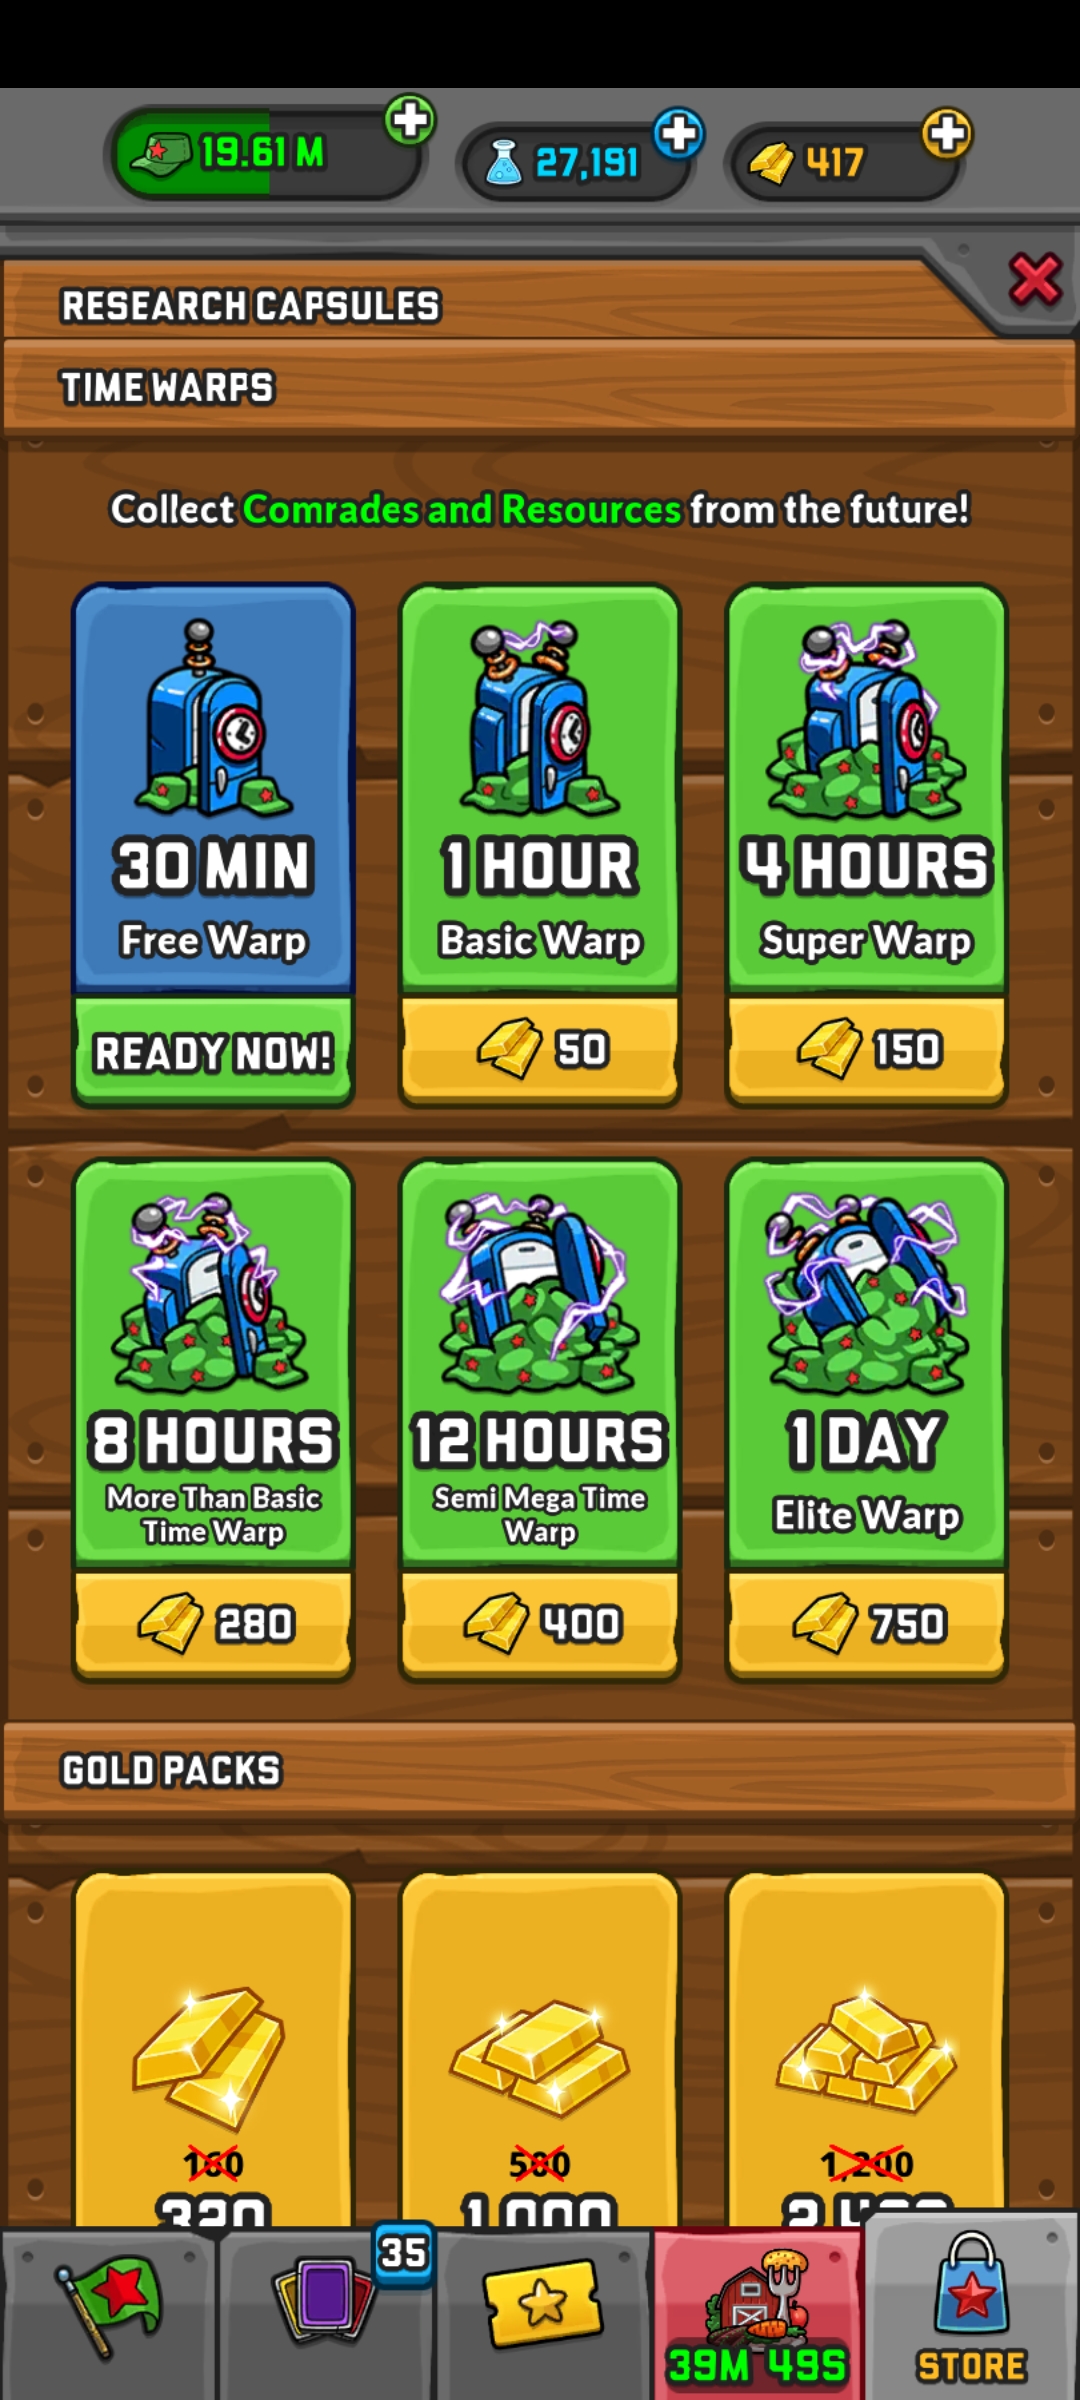 19.61 M
27,191
417
RESEARCH CAPSULES
TIME WARPS
Collect Comrades and Resources from the future!
30 MIN
Free Warp
READY NOW!
1 HOUR
Basic Warp
50
4 HOURS
Super Warp
150
8 HOURS
More Than Basic
Time Warp
280
12 HOURS
Semi Mega Time
Warp
400
1 DAY
Elite Warp
750
GOLD PACKS
160
320
500
1,000
1,200
2,400
35
39M 49S
STORE